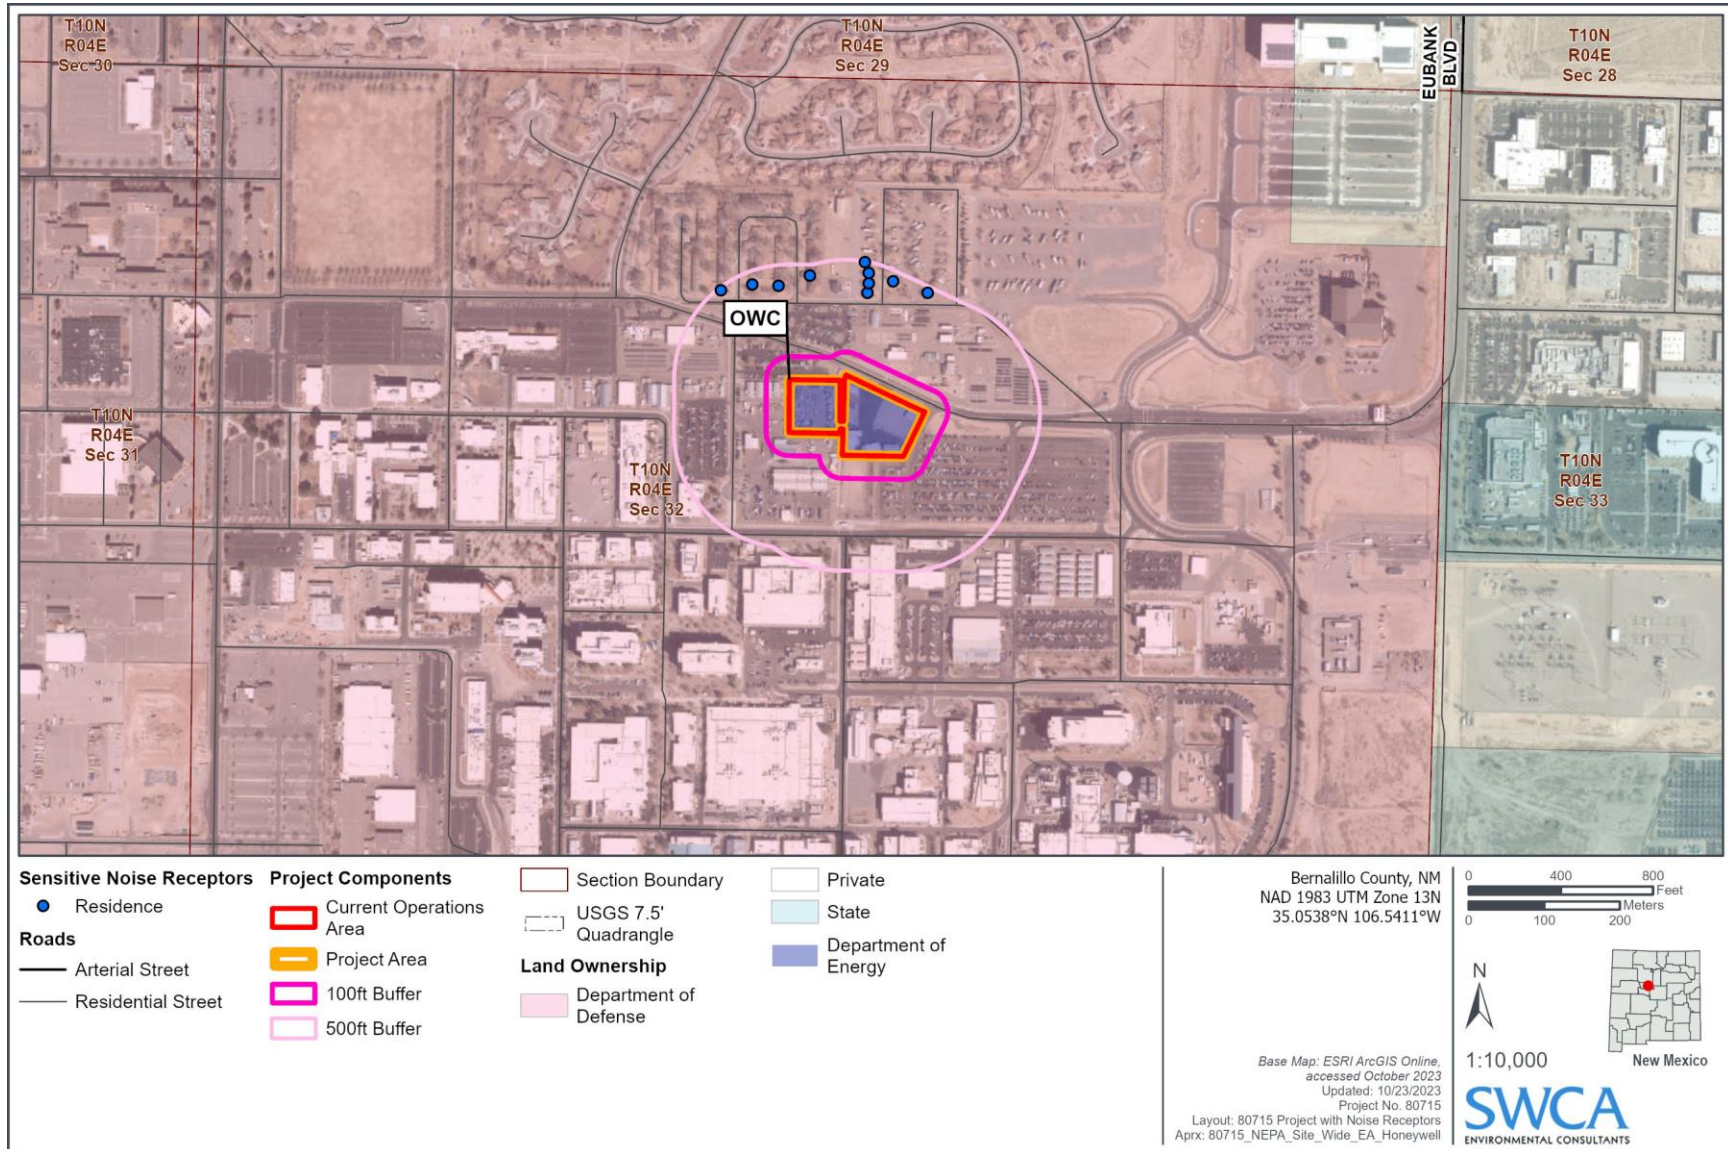 T10N
R04E
Sec 30
T10N
R04E
Sec 29
EUBANK
BLVD
T10N
R04E
Sec 28
OWC
T10N
R04E
Sec 31
T10N
R04E
Sec 32
T10N
R04E
Sec 33
Sensitive Noise Receptors
Residence
Roads
Arterial Street
Residential Street
Project Components
Current Operations
Area
Project Area
100ft Buffer
500ft Buffer
Section Boundary
USGS 7.5'
Quadrangle
Land Ownership
Department of
Defense
Private
State
Department of
Energy
Bernalillo County, NM
NAD 1983 UTM Zone 13N
35.0538°N 106.5411°W
Base Map: ESRI ArcGIS Online,
accessed October 2023
Updated: 10/23/2023
Project No. 80715
Layout: 80715 Project with Noise Receptors
Aprx: 80715_NEPA_Site_Wide_EA_Honeywell
0 400 800
Feet
Meters
0 100 200
N
1:10,000
New Mexico
SWCA
ENVIRONMENTAL CONSULTANTS